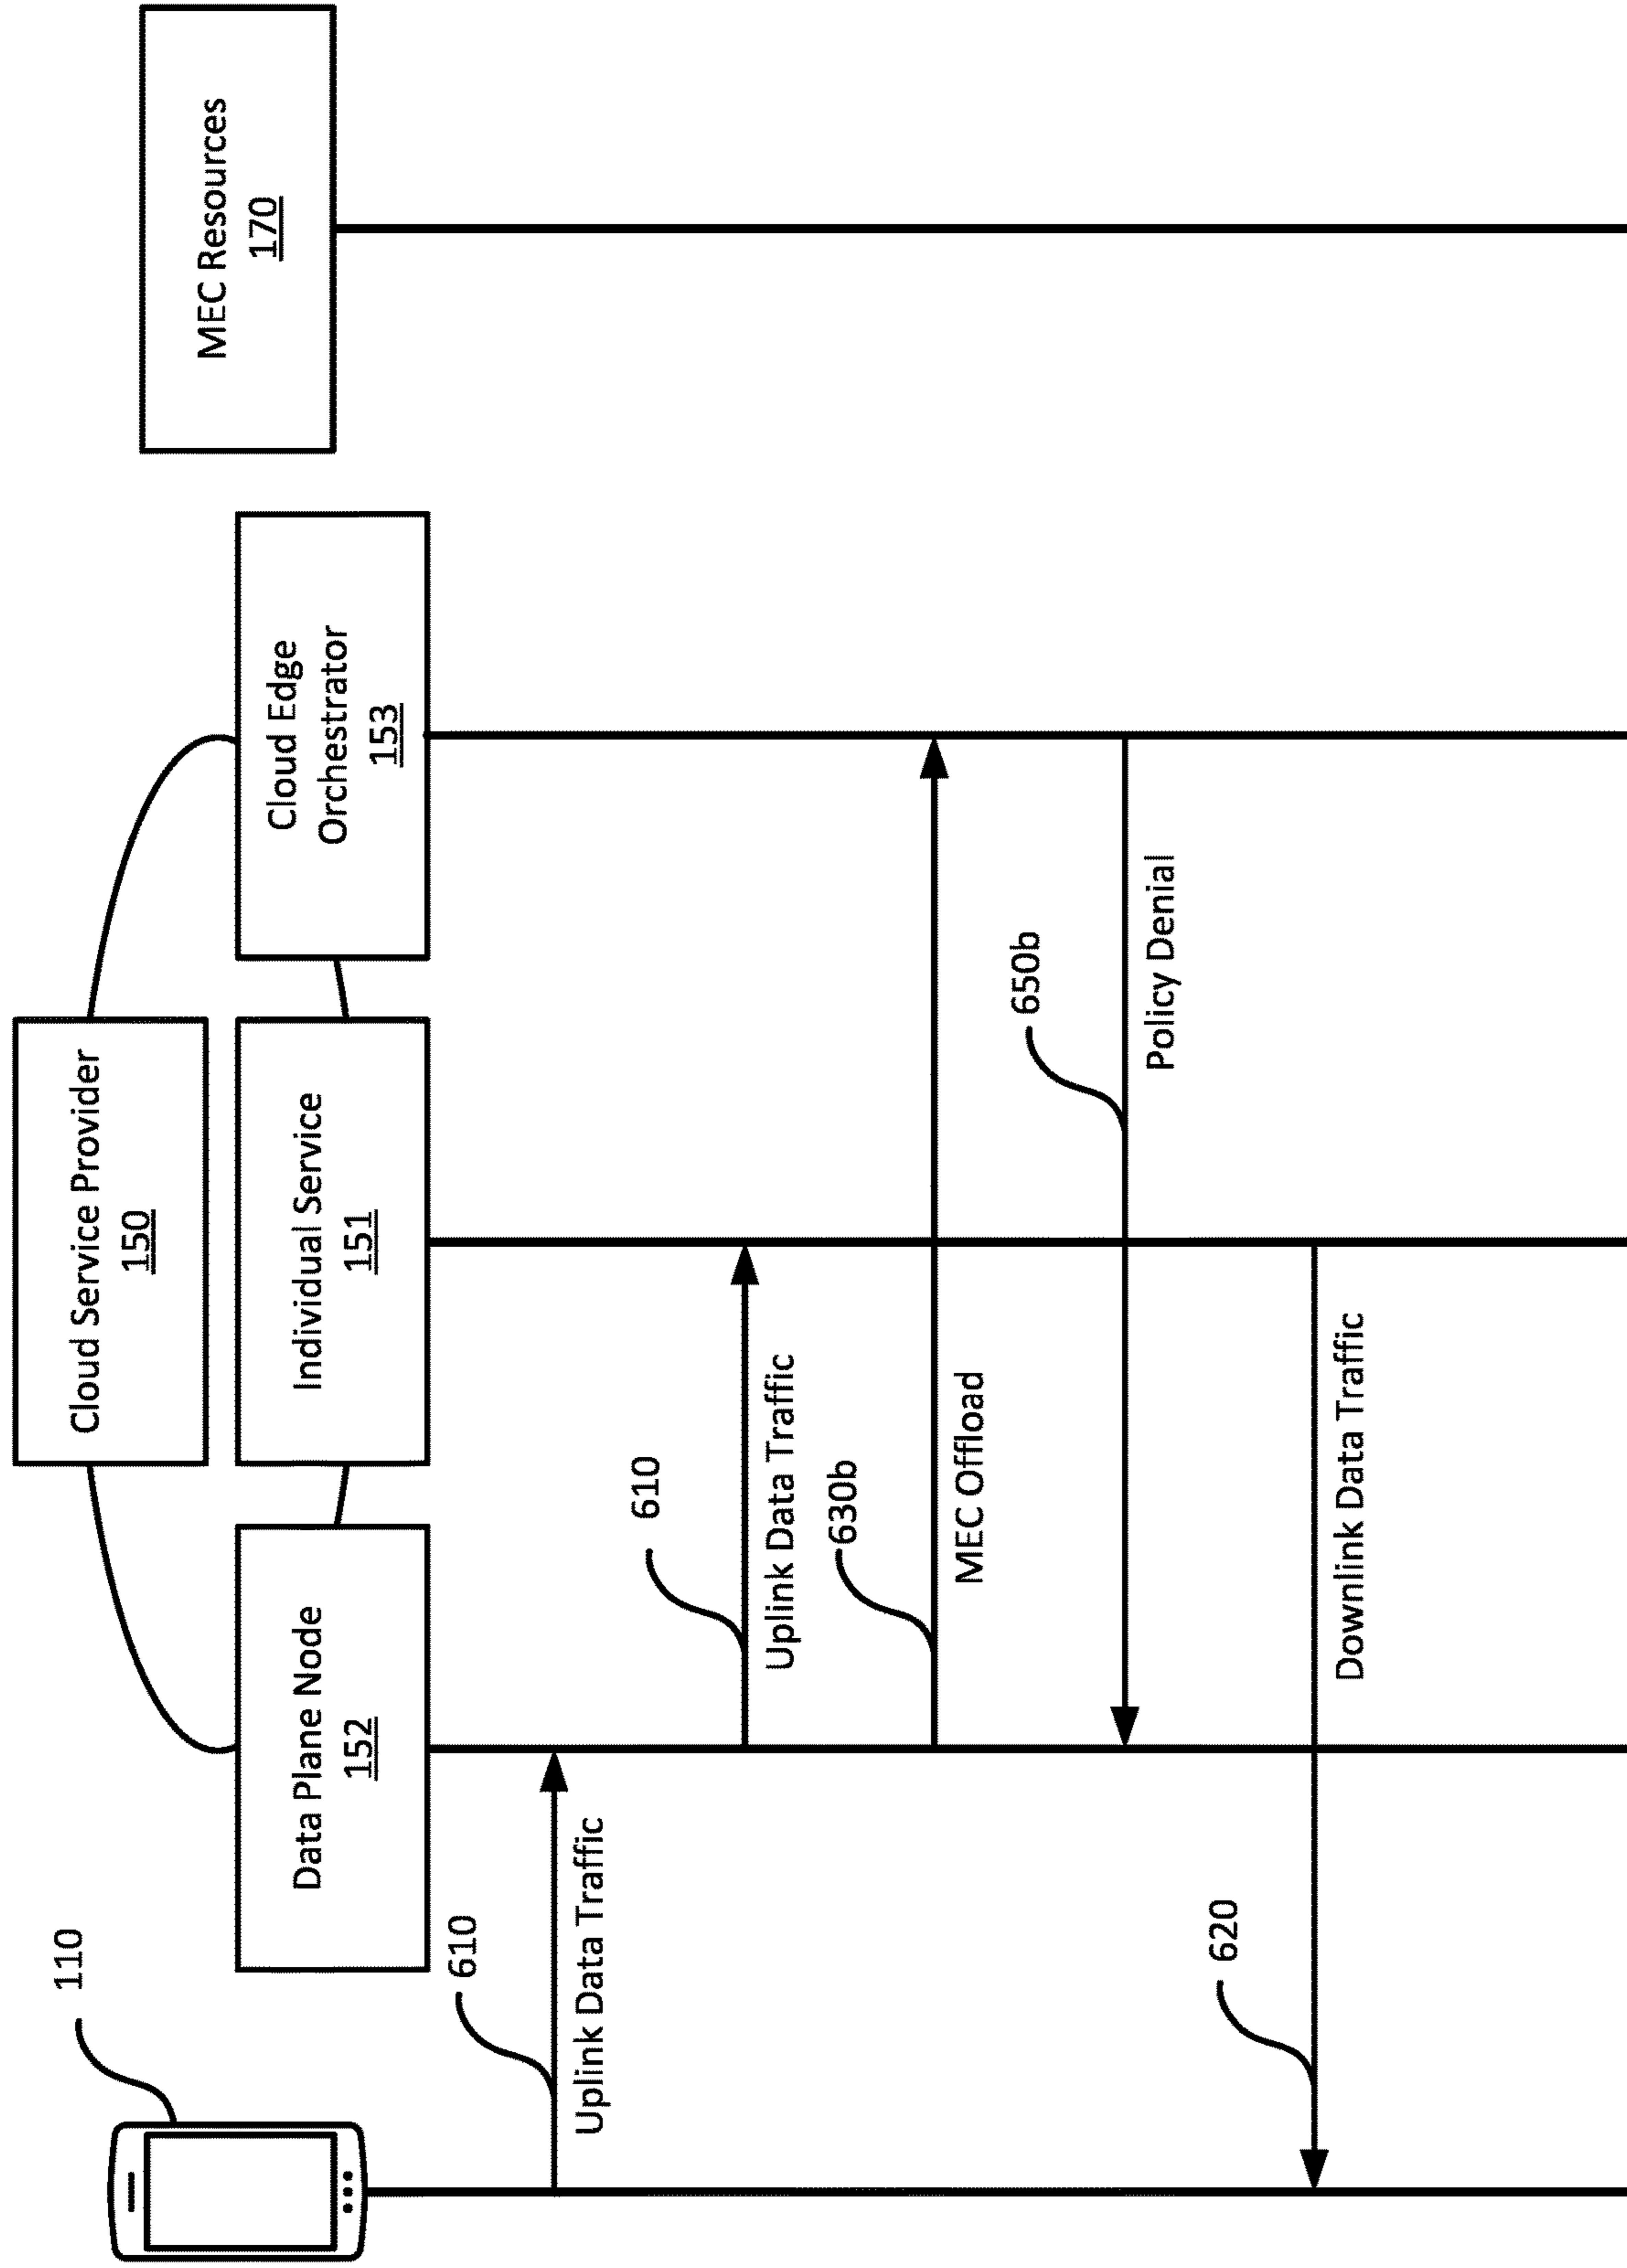 110
Cloud Service Provider
150
Data Plane Node
152
Individual Service
151
Cloud Edge
Orchestrator
153
MEC Resources
170
610
Uplink Data Traffic
610
Uplink Data Traffic
630b
MEC Offload
650b
Policy Denial
620
Downlink Data Traffic